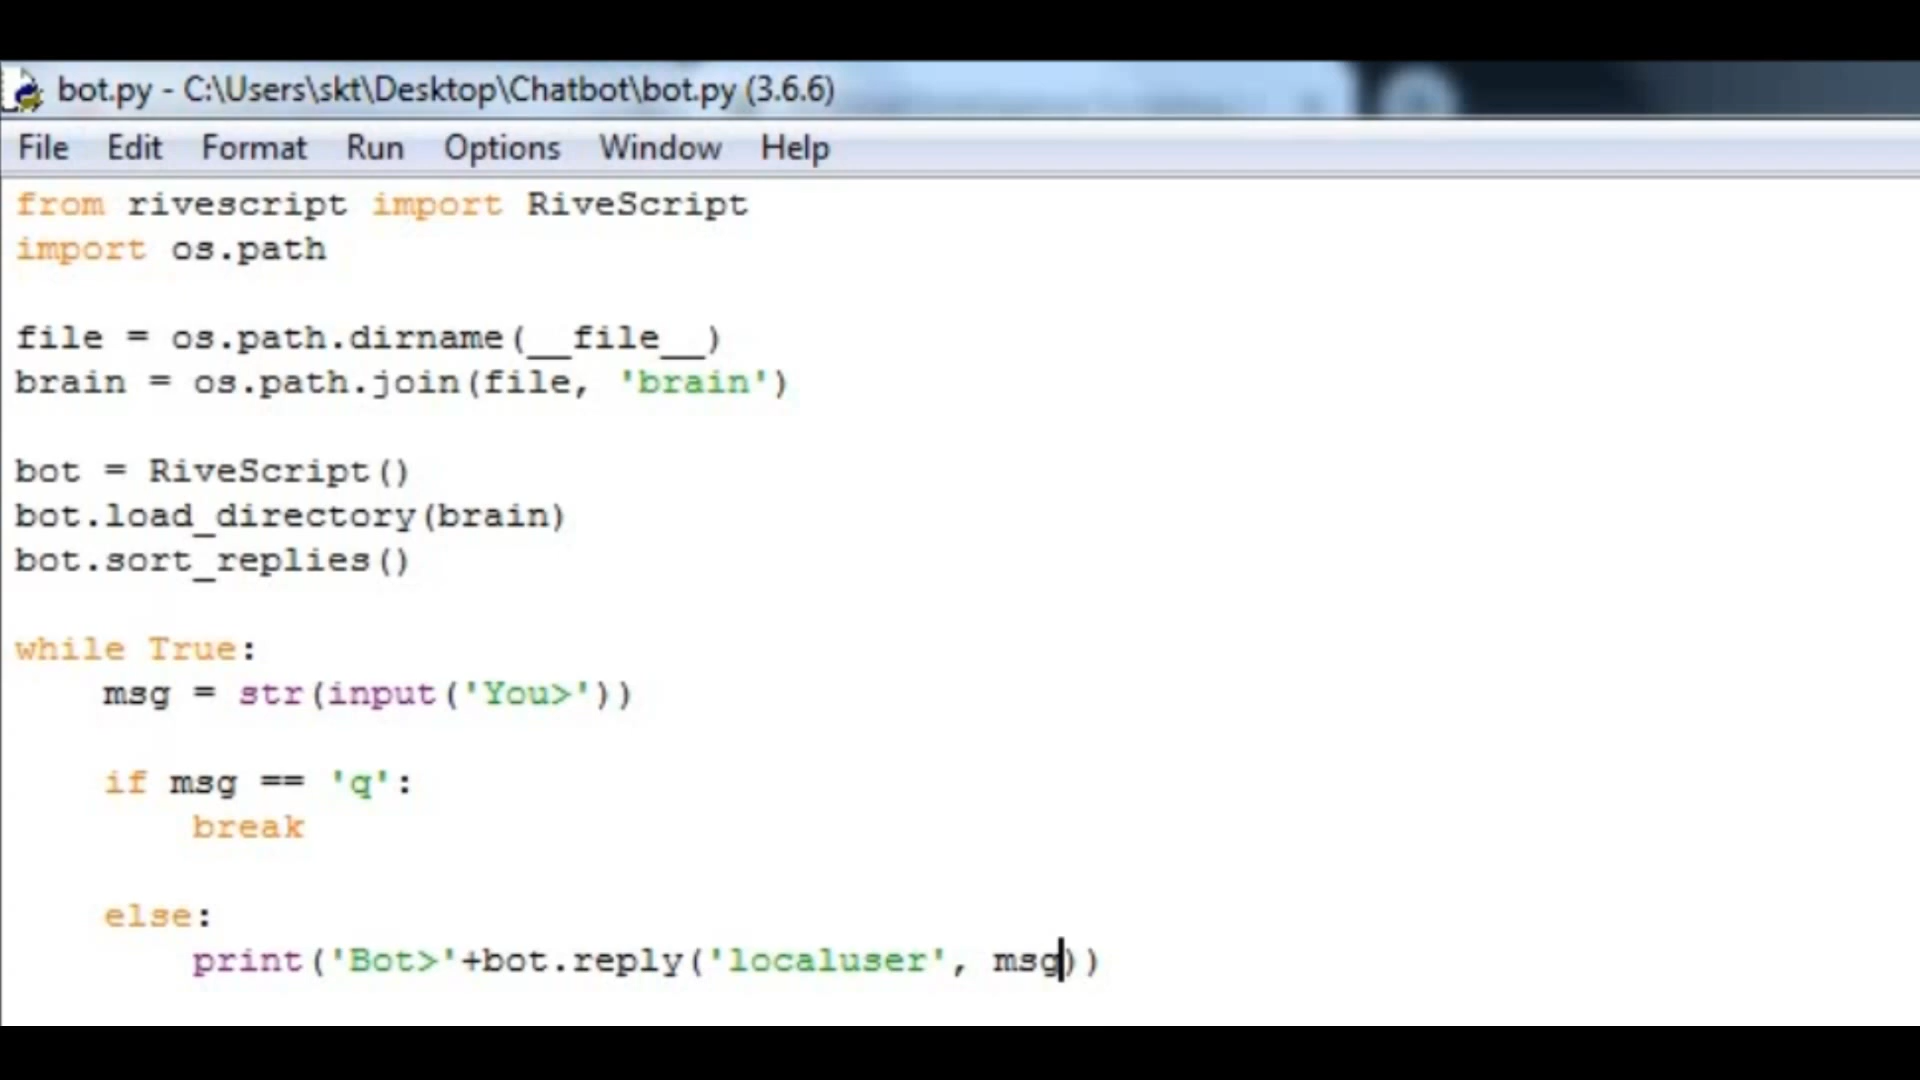 bot.py - C:\Users\skt\Desktop\Chatbot\bot.py (3.6.6)
File Edit Format Run Options Window Help
from rivescript import RiveScript
import os.path
file = os.path.dirname(__file__)
brain = os.path.join(file, 'brain')
bot = RiveScript()
bot.load_directory(brain)
bot.sort_replies()
while True:
    msg = str(input('You>'))
    if msg == 'q':
        break
    else:
        print('Bot>'+bot.reply('localuser', msg))